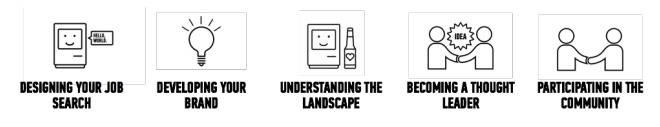 HELLO,
WORLD.
IDEA
DESIGNING YOUR JOB
SEARCH
DEVELOPING YOUR
BRAND
UNDERSTANDING THE
LANDSCAPE
BECOMING A THOUGHT
LEADER
PARTICIPATING IN THE
COMMUNITY